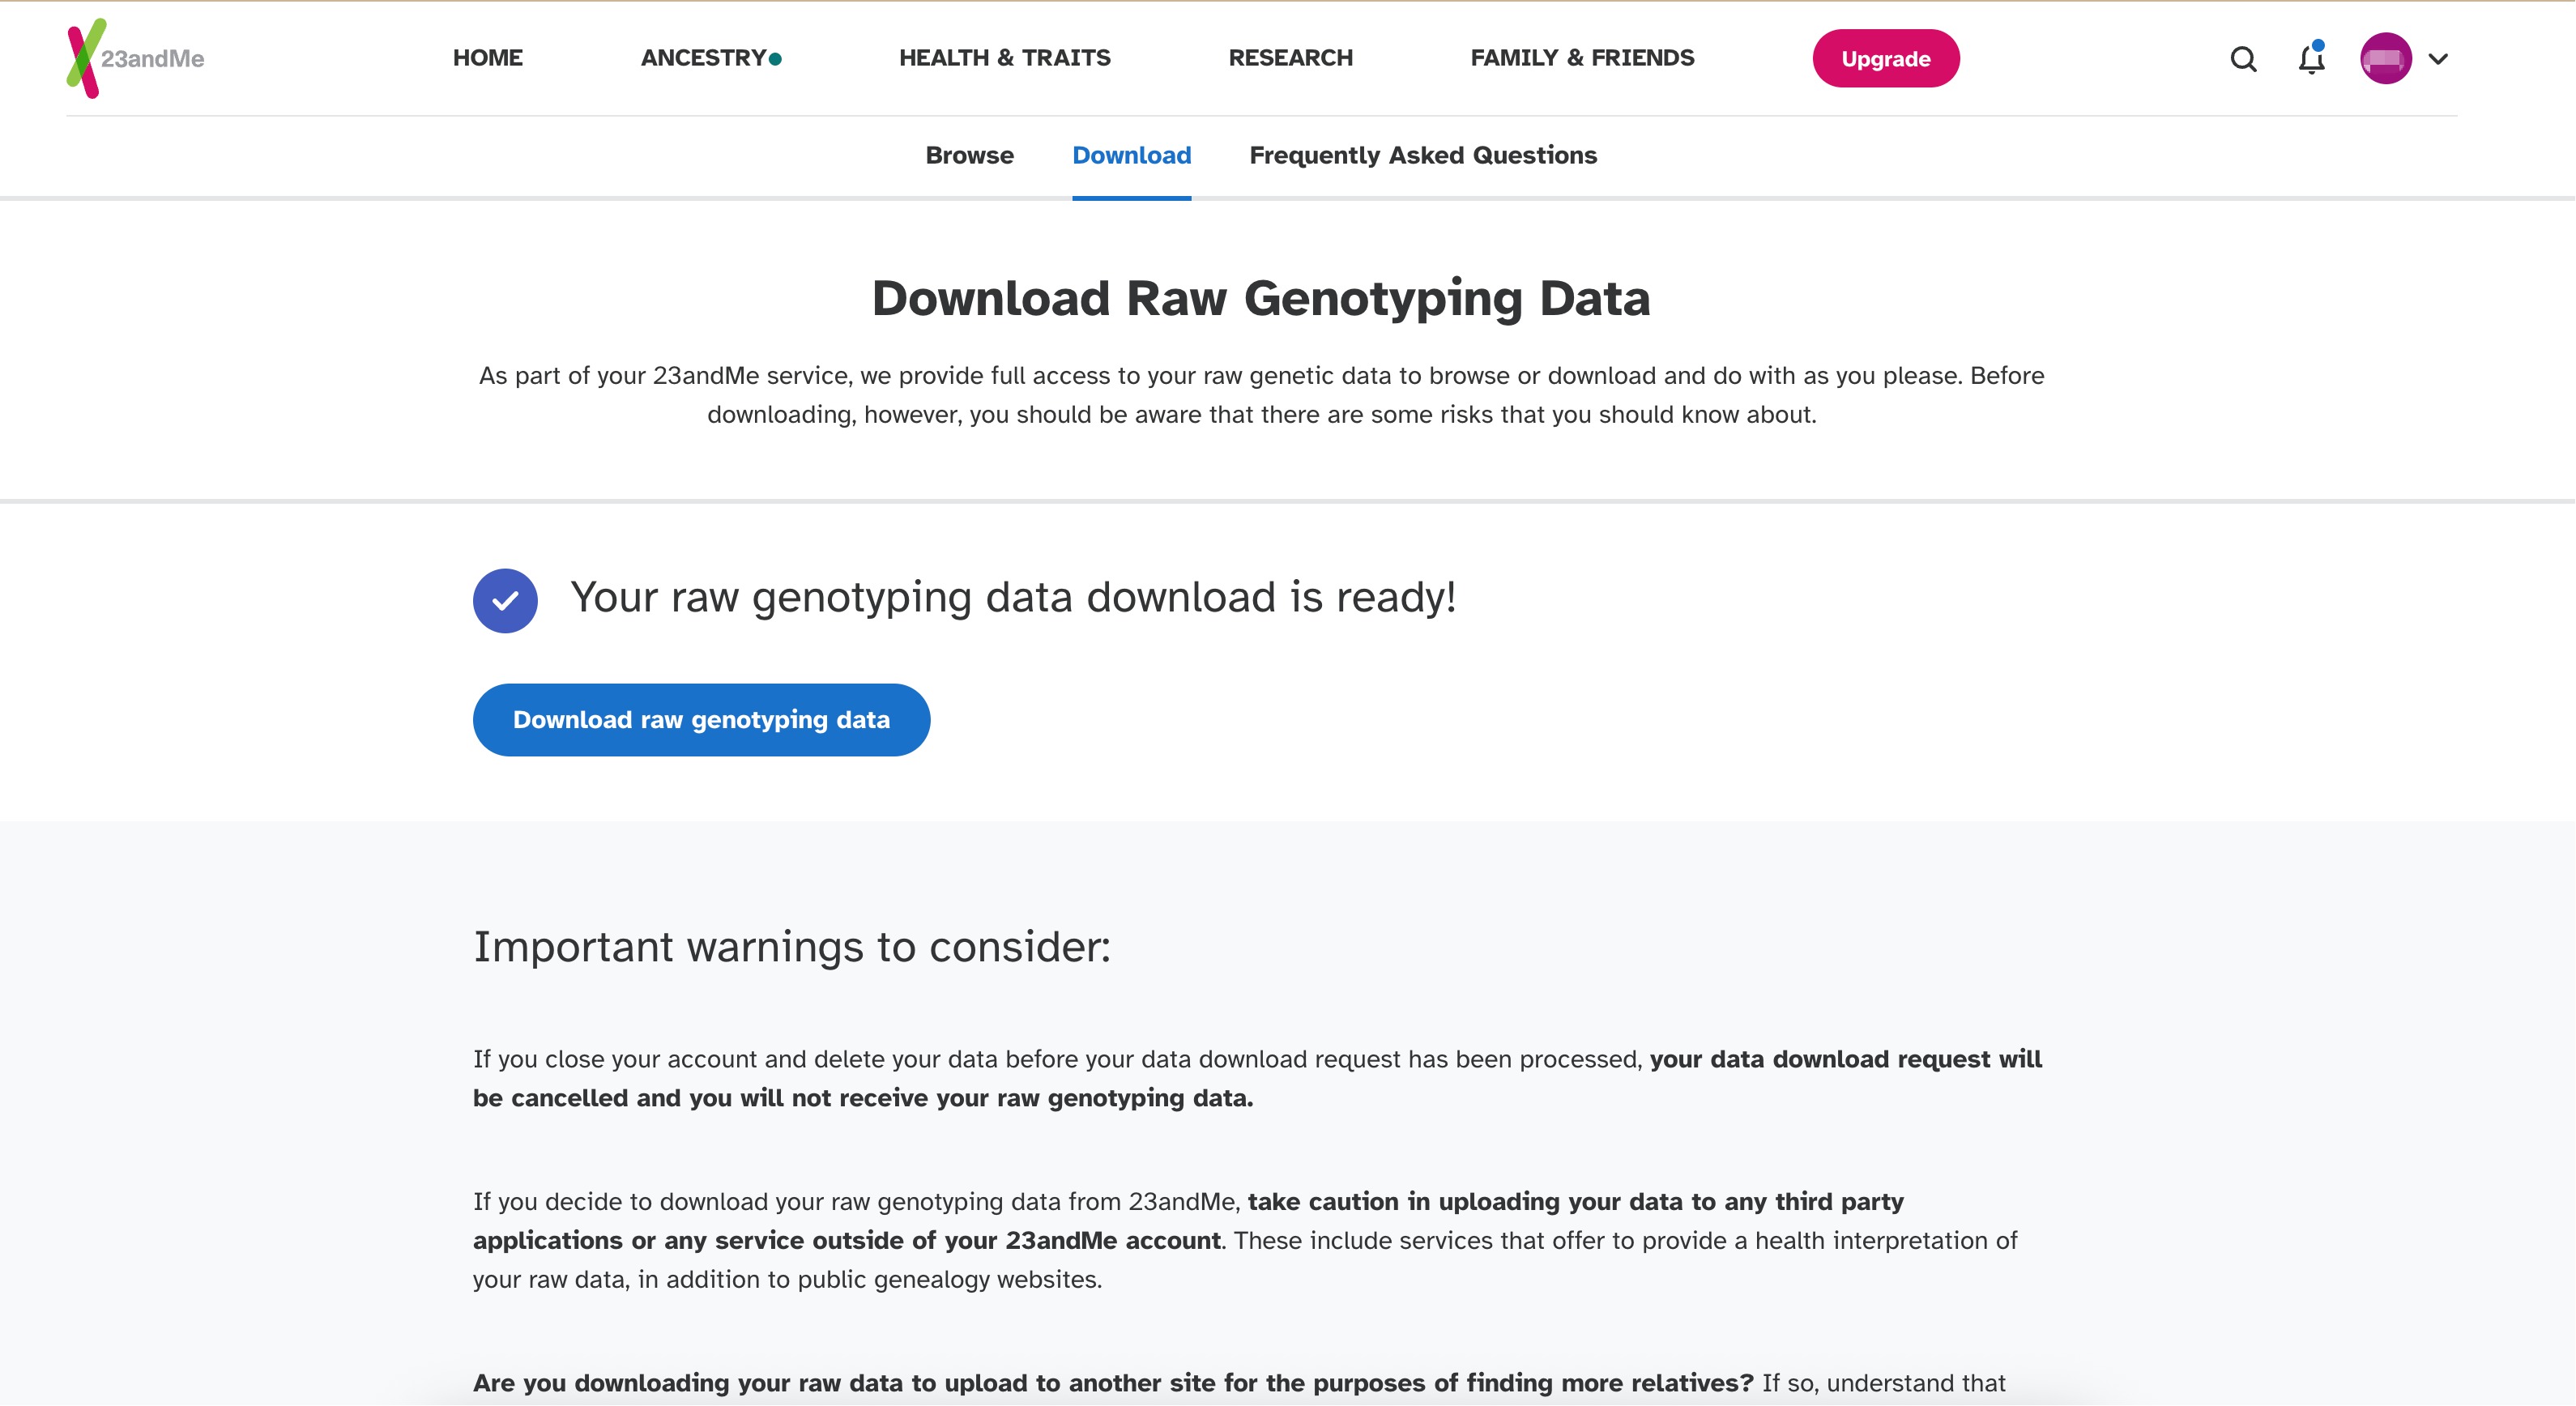 23andMe
HOME
ANCESTRY
HEALTH & TRAITS
RESEARCH
FAMILY & FRIENDS
Upgrade
Browse
Download
Frequently Asked Questions
Download Raw Genotyping Data
As part of your 23andMe service, we provide full access to your raw genetic data to browse or download and do with as you please. Before
downloading, however, you should be aware that there are some risks that you should know about.
Your raw genotyping data download is ready!
Download raw genotyping data
Important warnings to consider:
If you close your account and delete your data before your data download request has been processed, your data download request will
be cancelled and you will not receive your raw genotyping data.
If you decide to download your raw genotyping data from 23andMe, take caution in uploading your data to any third party
applications or any service outside of your 23andMe account. These include services that offer to provide a health interpretation of
your raw data, in addition to public genealogy websites.
Are you downloading your raw data to upload to another site for the purposes of finding more relatives? If so, understand that